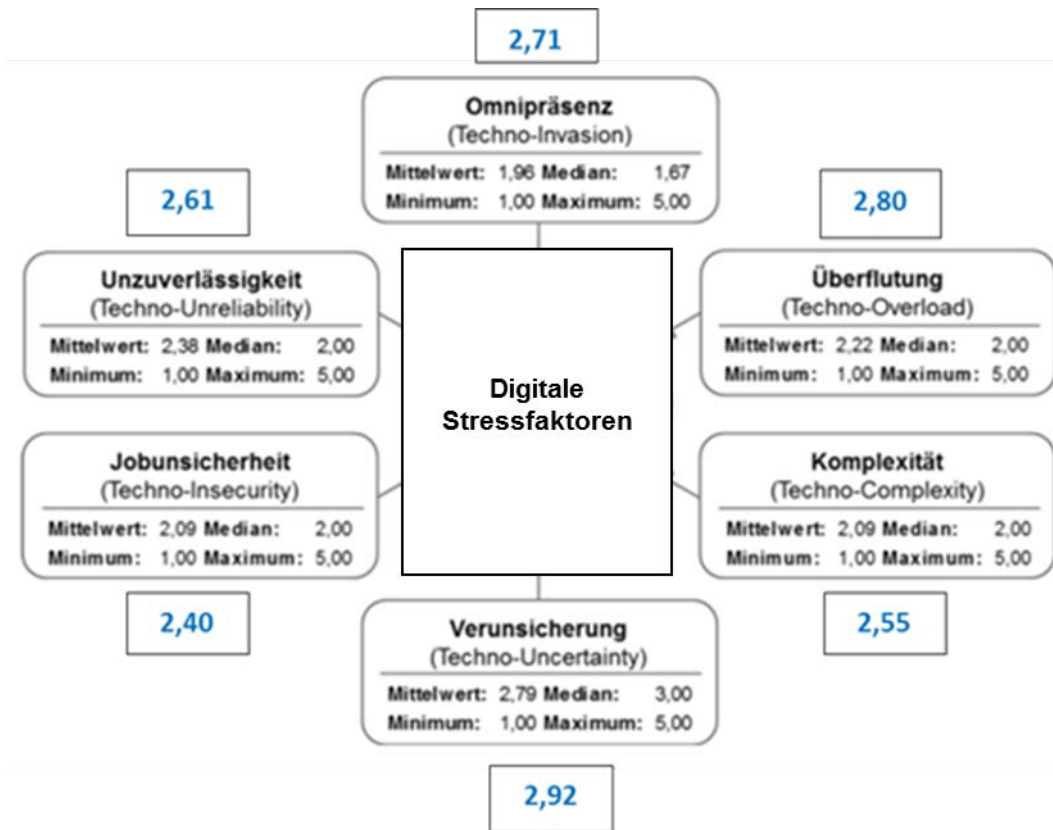 2,71
Omnipräsenz
(Techno-Invasion)
Mittelwert: 1,96 Median: 1,67
Minimum: 1,00 Maximum: 5,00
2,61
Unzuverlässigkeit
(Techno-Unreliability)
Mittelwert: 2,38 Median: 2,00
Minimum: 1,00 Maximum: 5,00
2,80
Überflutung
(Techno-Overload)
Mittelwert: 2,22 Median: 2,00
Minimum: 1,00 Maximum: 5,00
Digitale
Stressfaktoren
Jobunsicherheit
(Techno-Insecurity)
Mittelwert: 2,09 Median: 2,00
Minimum: 1,00 Maximum: 5,00
2,40
Komplexität
(Techno-Complexity)
Mittelwert: 2,09 Median: 2,00
Minimum: 1,00 Maximum: 5,00
2,55
Verunsicherung
(Techno-Uncertainty)
Mittelwert: 2,79 Median: 3,00
Minimum: 1,00 Maximum: 5,00
2,92